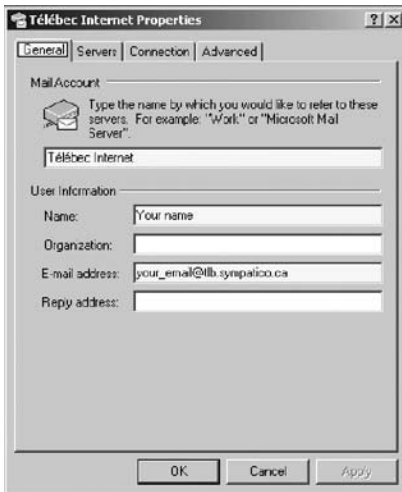 Télébec Internet Properties
General Servers Connection Advanced
Mail Account
Type the name by which you would like to refer to these
servers. For example: "Work" or "Microsoft Mail
Server".
Télébec Internet
User Information
Name: Your name
Organization:
E-mail address: your_email@tlb.sympatico.ca
Reply address:
OK Cancel Apply